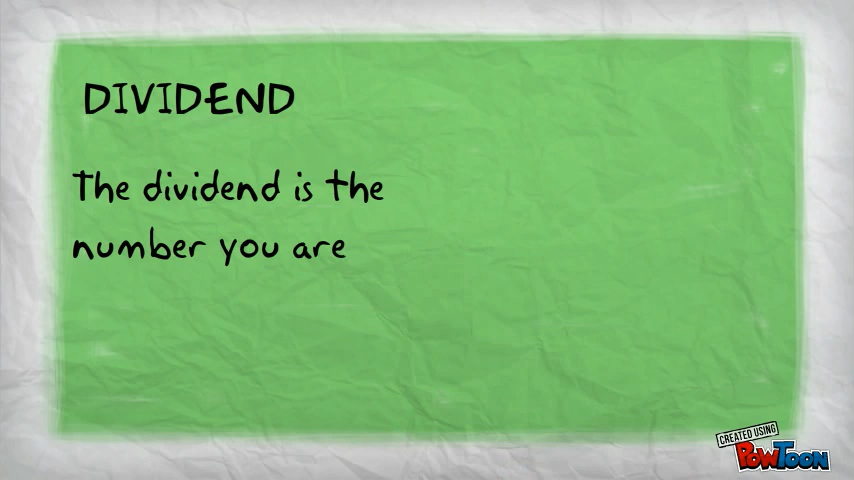 DIVIDEND
The dividend is the
number you are
CREATED USING
POWTOON